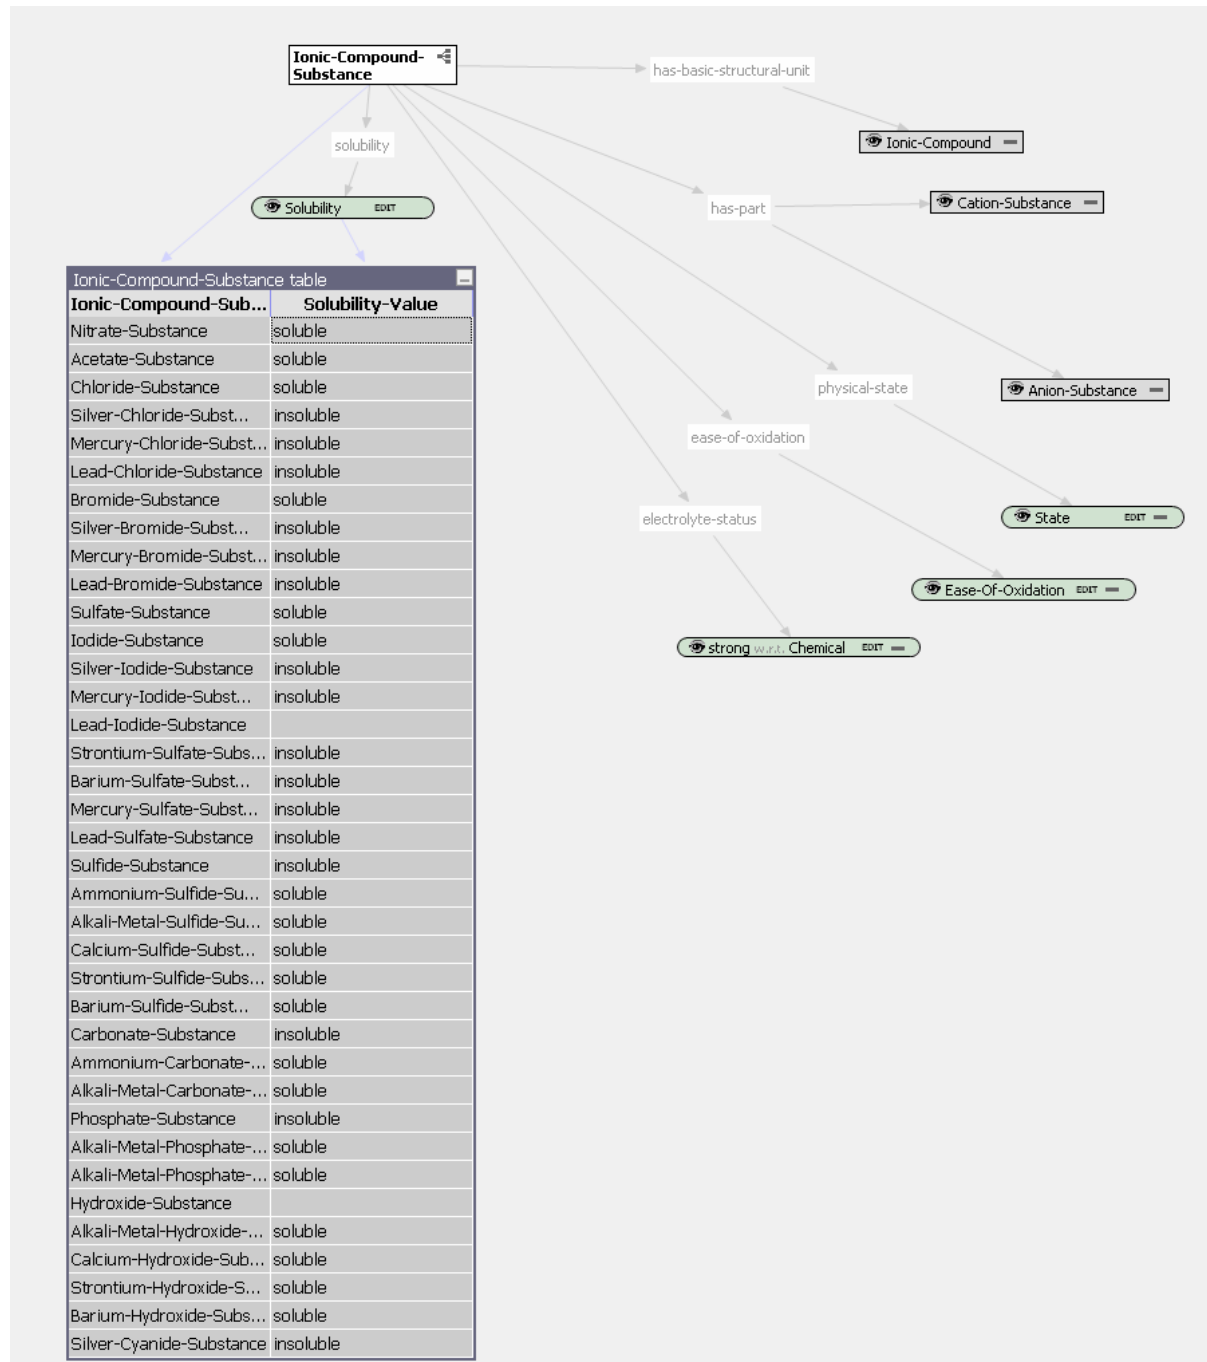 Ionic-Compound-
Substance
has-basic-structural-unit
solubility
Ionic-Compound
Solubility EDIT
has-part
Cation-Substance
Ionic-Compound-Substance table
Ionic-Compound-Sub... Solubility-Value
Nitrate-Substance soluble
Acetate-Substance soluble
Chloride-Substance soluble
Silver-Chloride-Subst... insoluble
Mercury-Chloride-Subst... insoluble
Lead-Chloride-Substance insoluble
Bromide-Substance soluble
Silver-Bromide-Subst... insoluble
Mercury-Bromide-Subst... insoluble
Lead-Bromide-Substance insoluble
Sulfate-Substance soluble
Iodide-Substance soluble
Silver-Iodide-Substance insoluble
Mercury-Iodide-Subst... insoluble
Lead-Iodide-Substance
Strontium-Sulfate-Subs... insoluble
Barium-Sulfate-Subst... insoluble
Mercury-Sulfate-Subst... insoluble
Lead-Sulfate-Substance insoluble
Sulfide-Substance insoluble
Ammonium-Sulfide-Su... soluble
Alkali-Metal-Sulfide-Su... soluble
Calcium-Sulfide-Subst... soluble
Strontium-Sulfide-Subs... soluble
Barium-Sulfide-Subst... soluble
Carbonate-Substance insoluble
Ammonium-Carbonate-... soluble
Alkali-Metal-Carbonate-... soluble
Phosphate-Substance insoluble
Alkali-Metal-Phosphate-... soluble
Alkali-Metal-Phosphate-... soluble
Hydroxide-Substance
Alkali-Metal-Hydroxide-... soluble
Calcium-Hydroxide-Sub... soluble
Strontium-Hydroxide-S... soluble
Barium-Hydroxide-Subs... soluble
Silver-Cyanide-Substance insoluble
physical-state
Anion-Substance
ease-of-oxidation
electrolyte-status
State EDIT
Ease-Of-Oxidation EDIT
strong w.r.t. Chemical EDIT